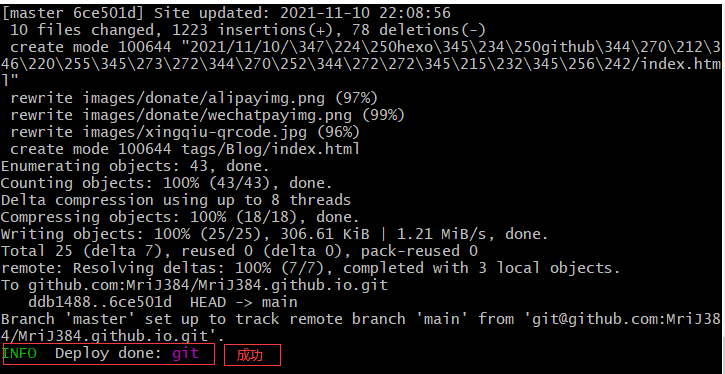 [master 6ce501d] Site updated: 2021-11-10 22:08:56
10 files changed, 1223 insertions(+), 78 deletions(-)
create mode 100644 "2021/11/10/\347\224\250hexo\345\234\250github\344\270\212\3
46\220\255\345\273\272\344\270\252\344\272\272\345\215\232\345\256\242/index.htm
l"
rewrite images/donate/alipayimg.png (97%)
rewrite images/donate/wechatpayimg.png (99%)
rewrite images/xingqiu-qrcode.jpg (96%)
create mode 100644 tags/Blog/index.html
Enumerating objects: 43, done.
Counting objects: 100% (43/43), done.
Delta compression using up to 8 threads
Compressing objects: 100% (18/18), done.
Writing objects: 100% (25/25), 306.61 KiB | 1.21 MiB/s, done.
Total 25 (delta 7), reused 0 (delta 0), pack-reused 0
remote: Resolving deltas: 100% (7/7), completed with 3 local objects.
To github.com:MriJ384/MriJ384.github.io.git
ddb1488..6ce501d HEAD -> main
Branch 'master' set up to track remote branch 'main' from 'git@github.com:MriJ38
4/MriJ384.github.io.git'.
INFO Deploy done: git 成功